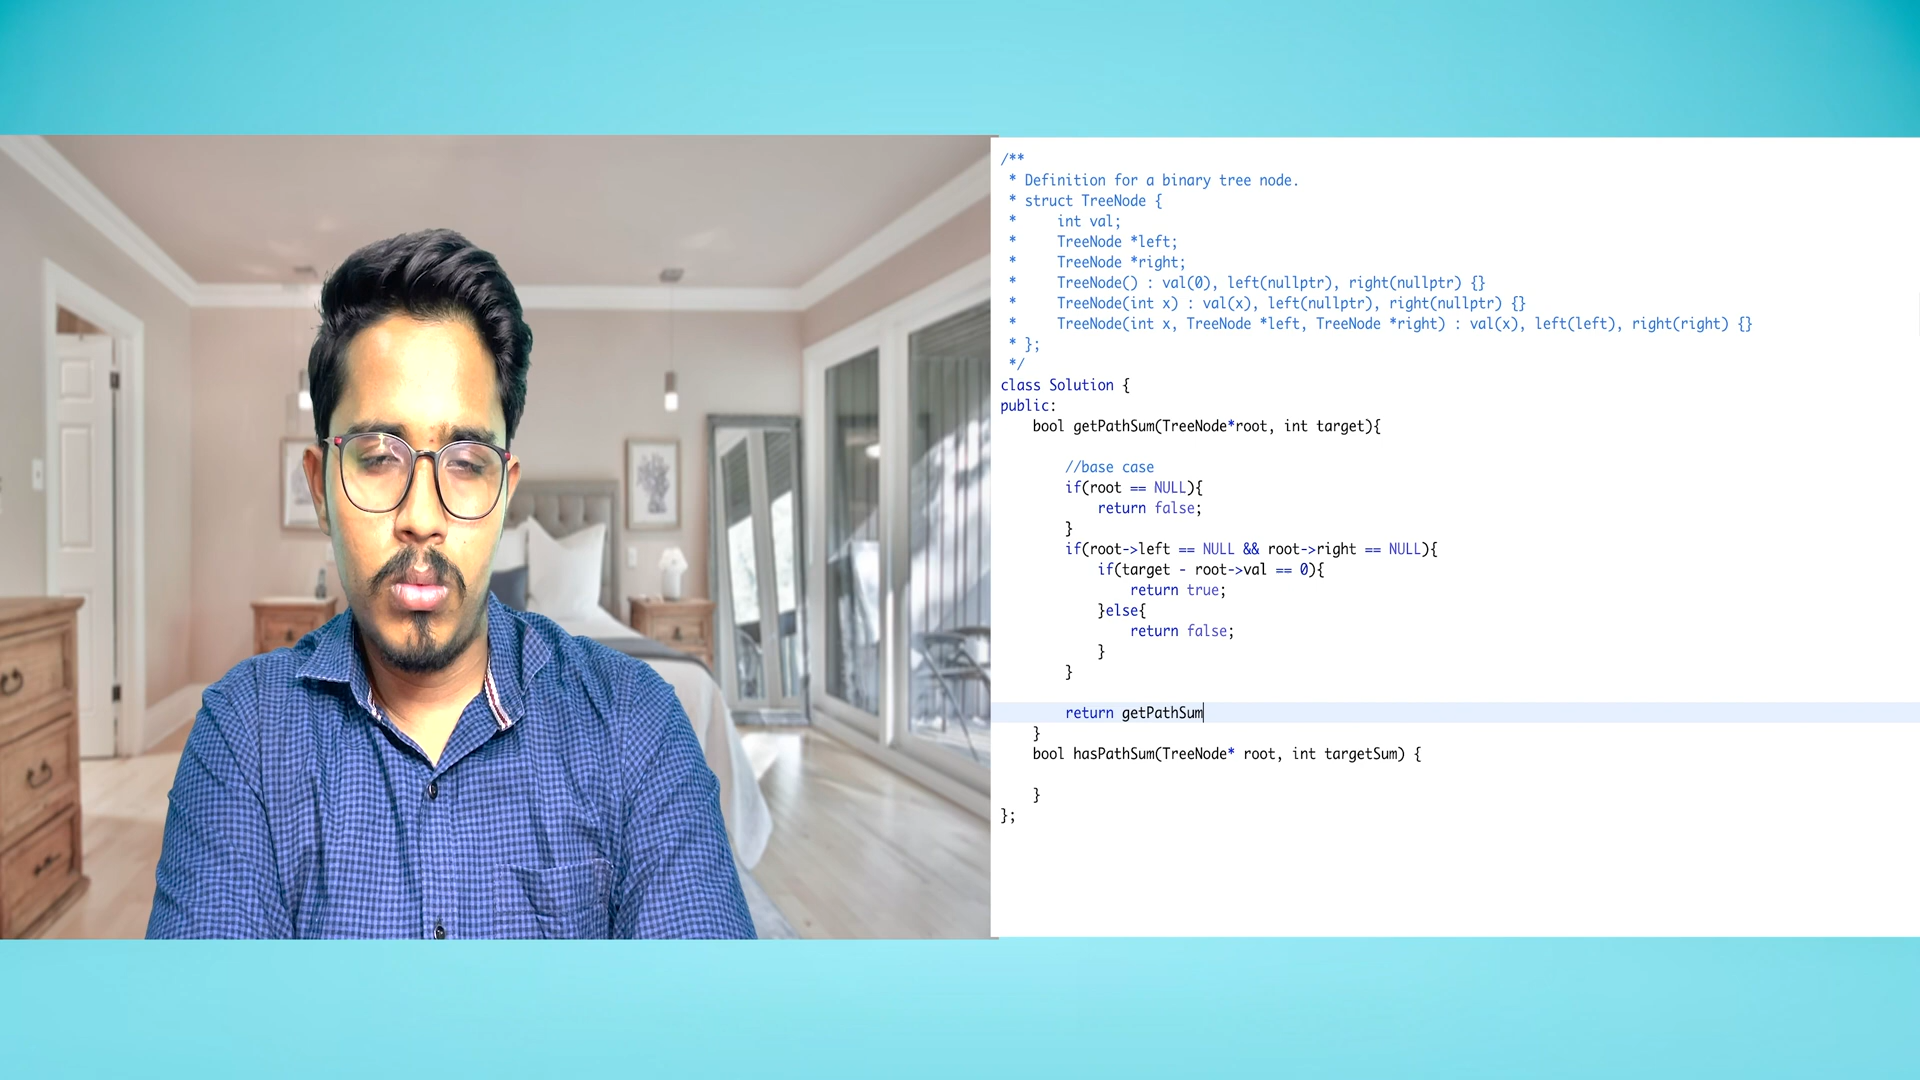 /**
 * Definition for a binary tree node.
 * struct TreeNode {
 *     int val;
 *     TreeNode *left;
 *     TreeNode *right;
 *     TreeNode() : val(0), left(nullptr), right(nullptr) {}
 *     TreeNode(int x) : val(x), left(nullptr), right(nullptr) {}
 *     TreeNode(int x, TreeNode *left, TreeNode *right) : val(x), left(left), right(right) {}
 * };
 */
class Solution {
public:
    bool getPathSum(TreeNode*root, int target){
        //base case
        if(root == NULL){
            return false;
        }
        if(root->left == NULL && root->right == NULL){
            if(target - root->val == 0){
                return true;
            }else{
                return false;
            }
        }
        return getPathSum
    }
    bool hasPathSum(TreeNode* root, int targetSum) {
    }
};